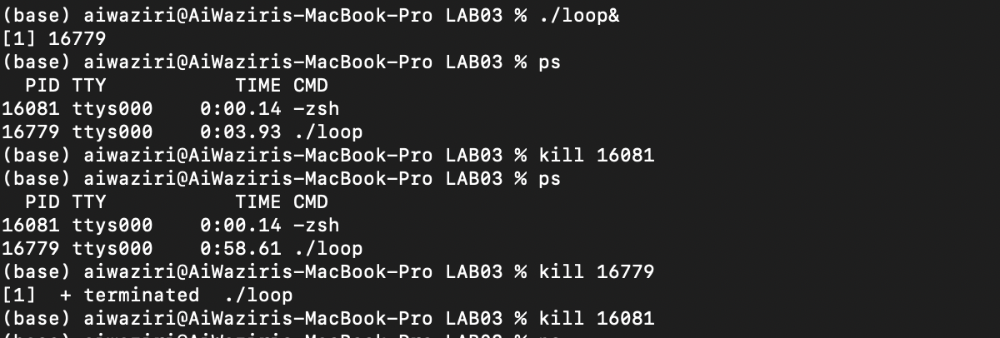 (base) aiwaziri@AiWaziris-MacBook-Pro LAB03 % ./loop&
[1] 16779
(base) aiwaziri@AiWaziris-MacBook-Pro LAB03 % ps
  PID TTY           TIME CMD
16081 ttys000    0:00.14 -zsh
16779 ttys000    0:03.93 ./loop
(base) aiwaziri@AiWaziris-MacBook-Pro LAB03 % kill 16081
(base) aiwaziri@AiWaziris-MacBook-Pro LAB03 % ps
  PID TTY           TIME CMD
16081 ttys000    0:00.14 -zsh
16779 ttys000    0:58.61 ./loop
(base) aiwaziri@AiWaziris-MacBook-Pro LAB03 % kill 16779
[1]  + terminated  ./loop
(base) aiwaziri@AiWaziris-MacBook-Pro LAB03 % kill 16081